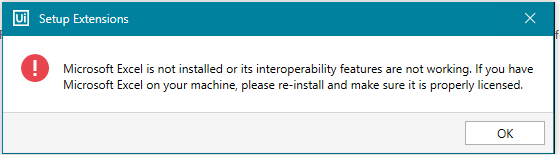 Ui Setup Extensions
Microsoft Excel is not installed or its interoperability features are not working. If you have
Microsoft Excel on your machine, please re-install and make sure it is properly licensed.
OK